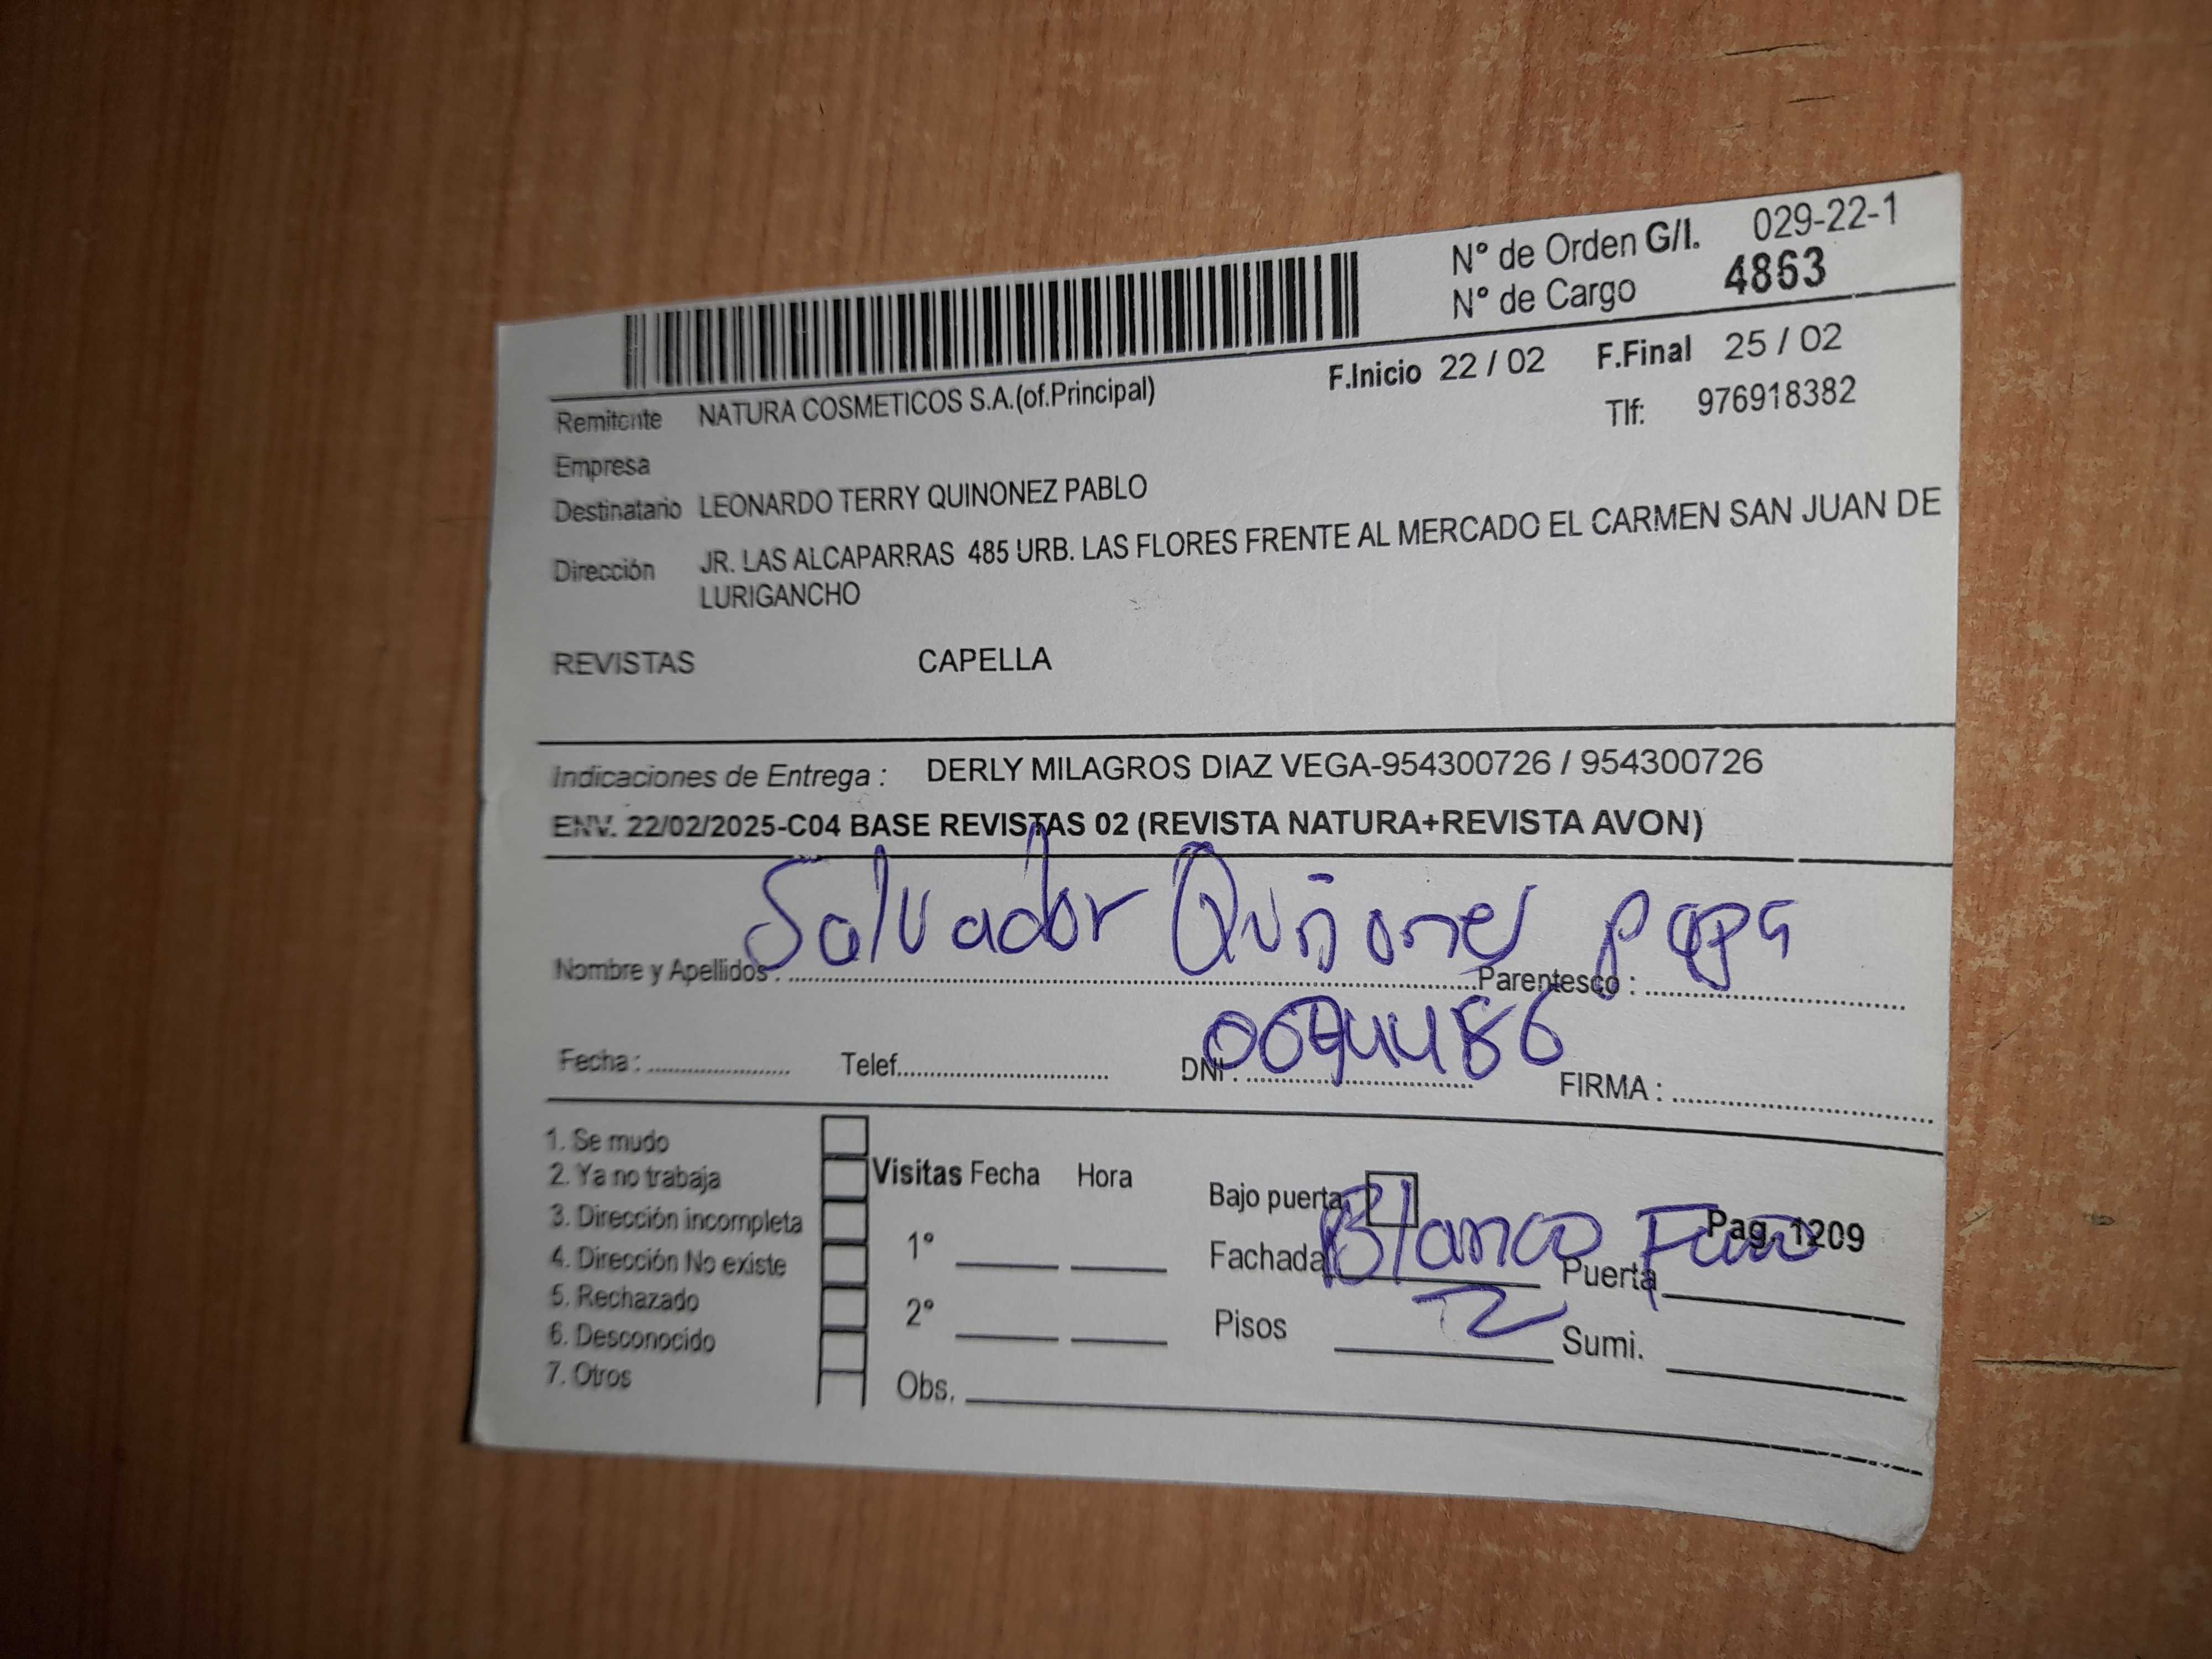 N° de Orden G/I. 029-22-1
N° de Cargo 4863
F.Inicio 22 / 02 F.Final 25 / 02
Remitente NATURA COSMETICOS S.A.(of.Principal)
Tlf: 976918382
Empresa
Destinatario LEONARDO TERRY QUINONEZ PABLO
Dirección JR. LAS ALCAPARRAS 485 URB. LAS FLORES FRENTE AL MERCADO EL CARMEN SAN JUAN DE
LURIGANCHO
REVISTAS CAPELLA
Indicaciones de Entrega : DERLY MILAGROS DIAZ VEGA-954300726 / 954300726
ENV. 22/02/2025-C04 BASE REVISTAS 02 (REVISTA NATURA+REVISTA AVON)
Nombre y Apellidos : Salvador Quiñones Parentesco : papa
Fecha : Telef. DNI : FIRMA :
1. Se mudo
2. Ya no trabaja
3. Dirección incompleta
4. Dirección No existe
5. Rechazado
6. Desconocido
7. Otros
Visitas Fecha Hora
1°
2°
Obs.
Bajo puerta
Pag. 1209
Fachada Blanco Puerta
Pisos 2 Sumi.